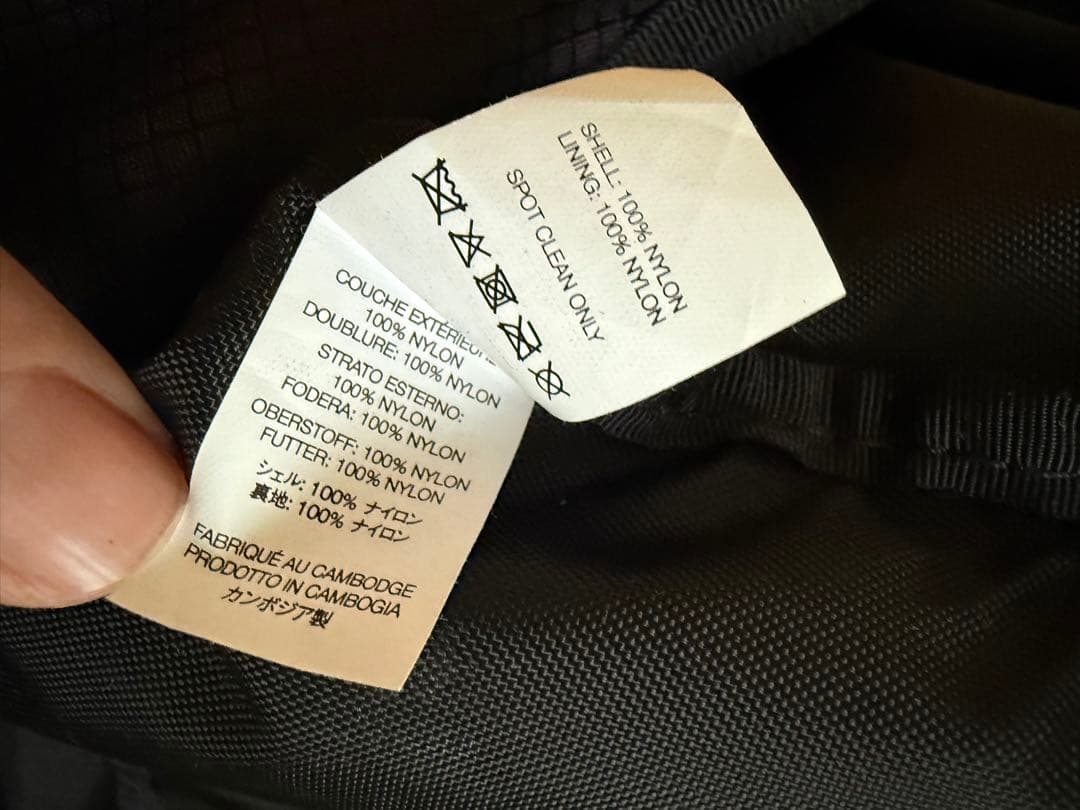 SHELL: 100% NYLON
LINING: 100% NYLON
SPOT CLEAN ONLY
COUCHE EXTÉRIEURE
100% NYLON
DOUBLURE: 100% NYLON
STRATO ESTERNO:
100% NYLON
FODERA: 100% NYLON
OBERSTOFF: 100% NYLON
FUTTER: 100% NYLON
シェル: 100% ナイロン
裏地: 100% ナイロン
FABRIQUÉ AU CAMBODGE
PRODOTTO IN CAMBOGIA
カンボジア製